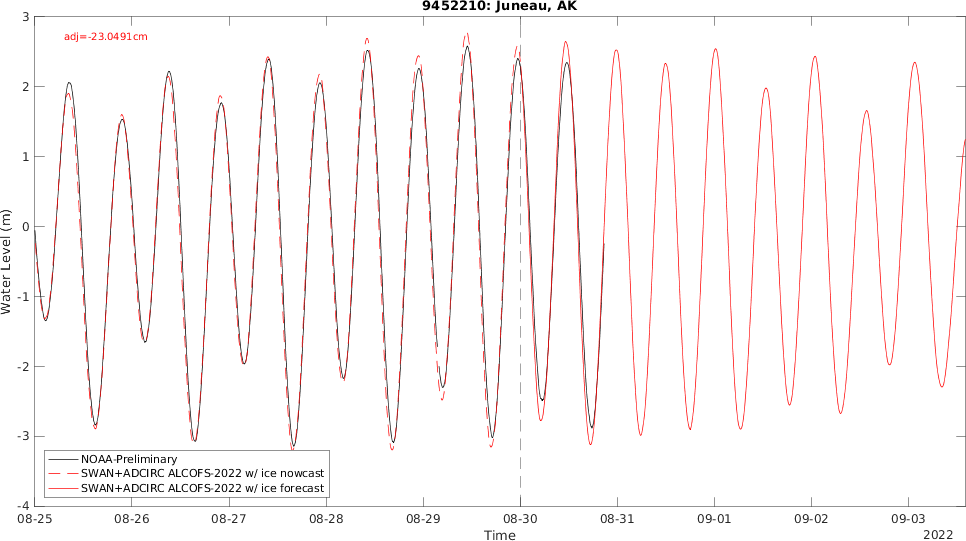 9452210: Juneau, AK
adj=-23.0491cm
Water Level (m)
3
2
1
0
-1
-2
-3
-4
NOAA-Preliminary
SWAN+ADCIRC ALCOFS-2022 w/ ice nowcast
SWAN+ADCIRC ALCOFS-2022 w/ ice forecast
08-25 08-26 08-27 08-28 08-29 08-30 08-31 09-01 09-02 09-03
Time
2022